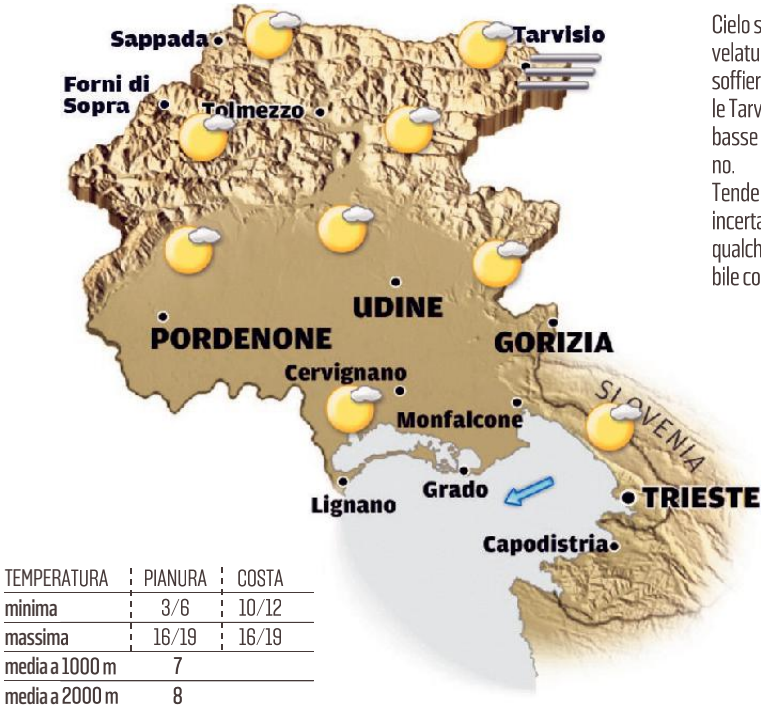 Sappada
Tarvisio
Forni di
Sopra
Tolmezzo
UDINE
PORDENONE
GORIZIA
Cervignano
SLOVENIA
Monfalcone
Grado
Lignano
TRIESTE
Capodistria
Cielo s
velatu
soffier
le Tarv
basse
no.
Tende
incerta
qualch
bile co
TEMPERATURA PIANURA COSTA
minima 3/6 10/12
massima 16/19 16/19
media a 1000 m 7
media a 2000 m 8